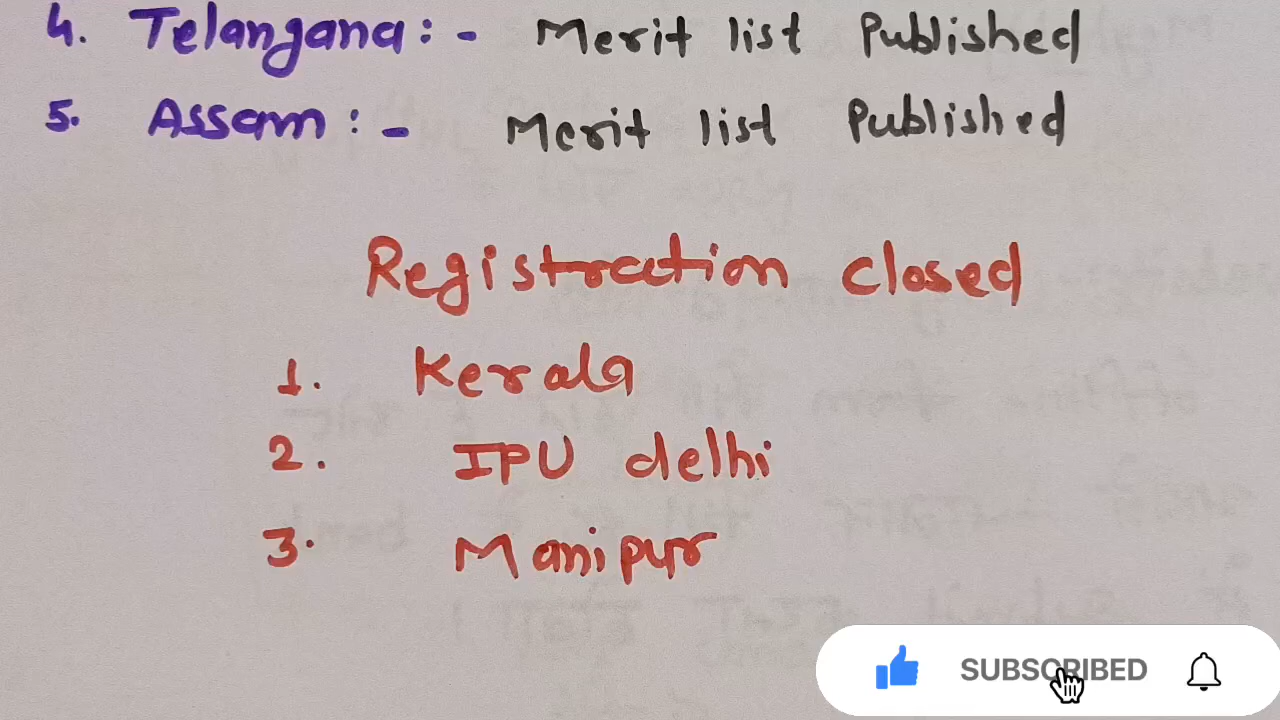 4. Telangana :- Merit list Published
5. Assam :- Merit list Published
Registration closed
1. Kerala
2. IPU delhi
3. Manipur
SUBSCRIBED